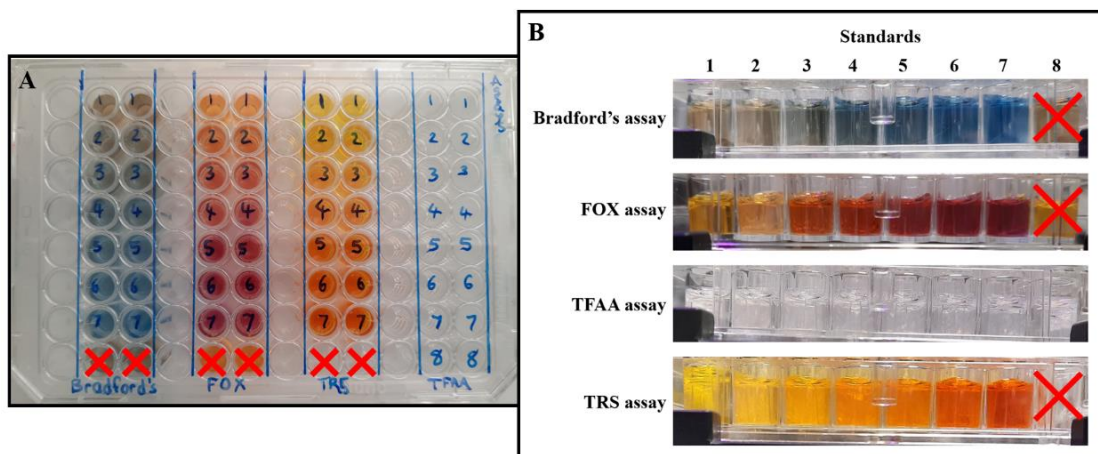 A
1 1 1 1 1 1 1 1
2 2 2 2 2 2 2 2
3 3 3 3 3 3 3 3
4 4 4 4 4 4 4 4
5 5 5 5 5 5 5 5
6 6 6 6 6 6 6 6
7 7 7 7 7 7 7 7
8 8
Bradford's FOX TRS TFAA
B
Standards
1 2 3 4 5 6 7 8
Bradford's assay
FOX assay
TFAA assay
TRS assay